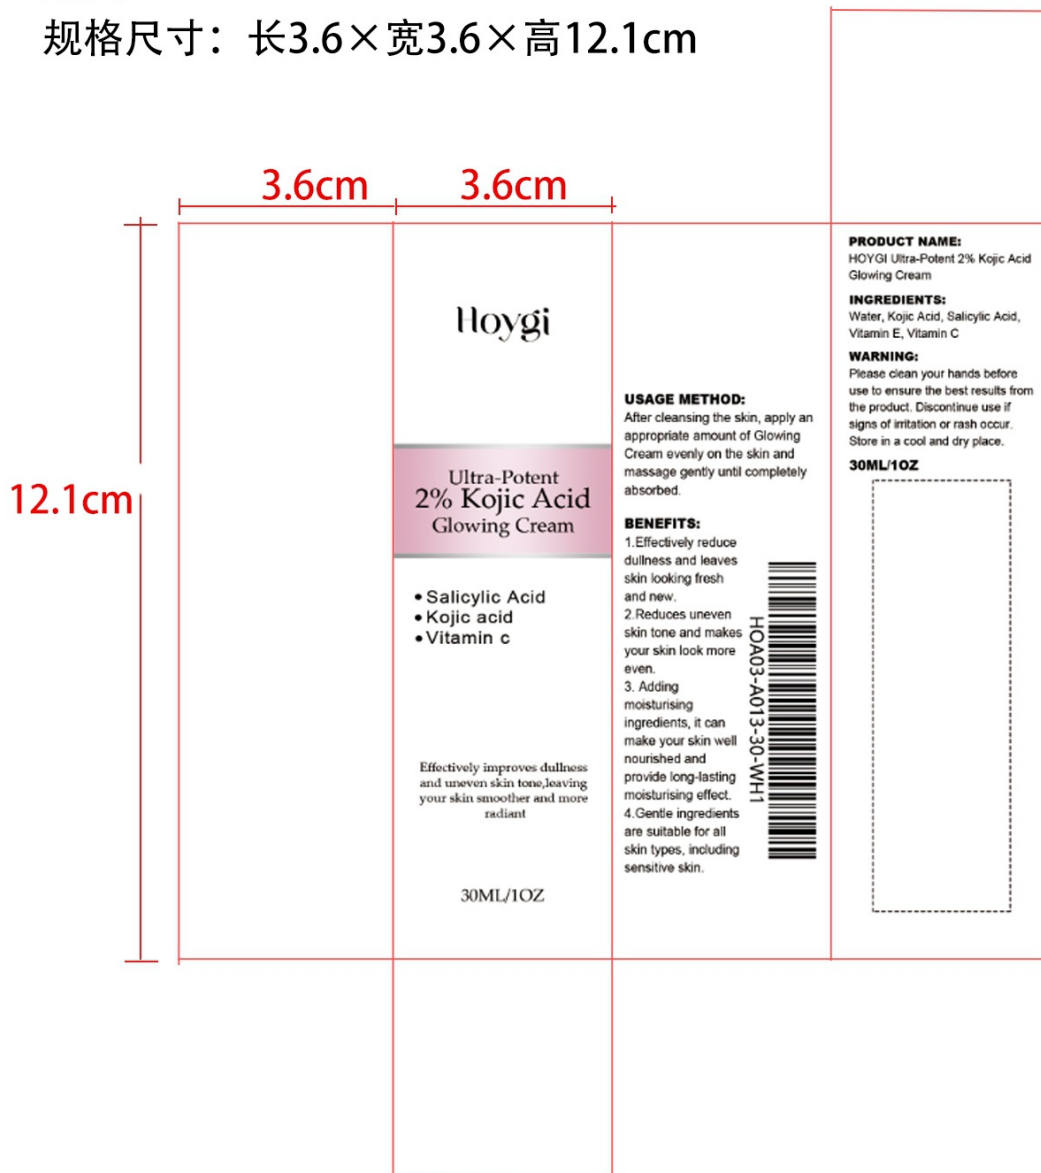 规格尺寸：长3.6×宽3.6×高12.1cm
3.6cm
3.6cm
12.1cm
Hoygi
Ultra-Potent
2% Kojic Acid
Glowing Cream
• Salicylic Acid
• Kojic acid
• Vitamin c
Effectively improves dullness
and uneven skin tone,leaving
your skin smoother and more
radiant
30ML/1OZ
USAGE METHOD:
After cleansing the skin, apply an
appropriate amount of Glowing
Cream evenly on the skin and
massage gently until completely
absorbed.
BENEFITS:
1.Effectively reduce
dullness and leaves
skin looking fresh
and new.
2.Reduces uneven
skin tone and makes
your skin look more
even.
3. Adding
moisturising
ingredients, it can
make your skin well
nourished and
provide long-lasting
moisturising effect.
4.Gentle ingredients
are suitable for all
skin types, including
sensitive skin.
HOA03-A013-30-WH1
PRODUCT NAME:
HOYGI Ultra-Potent 2% Kojic Acid
Glowing Cream
INGREDIENTS:
Water, Kojic Acid, Salicylic Acid,
Vitamin E, Vitamin C
WARNING:
Please clean your hands before
use to ensure the best results from
the product. Discontinue use if
signs of irritation or rash occur.
Store in a cool and dry place.
30ML/1OZ